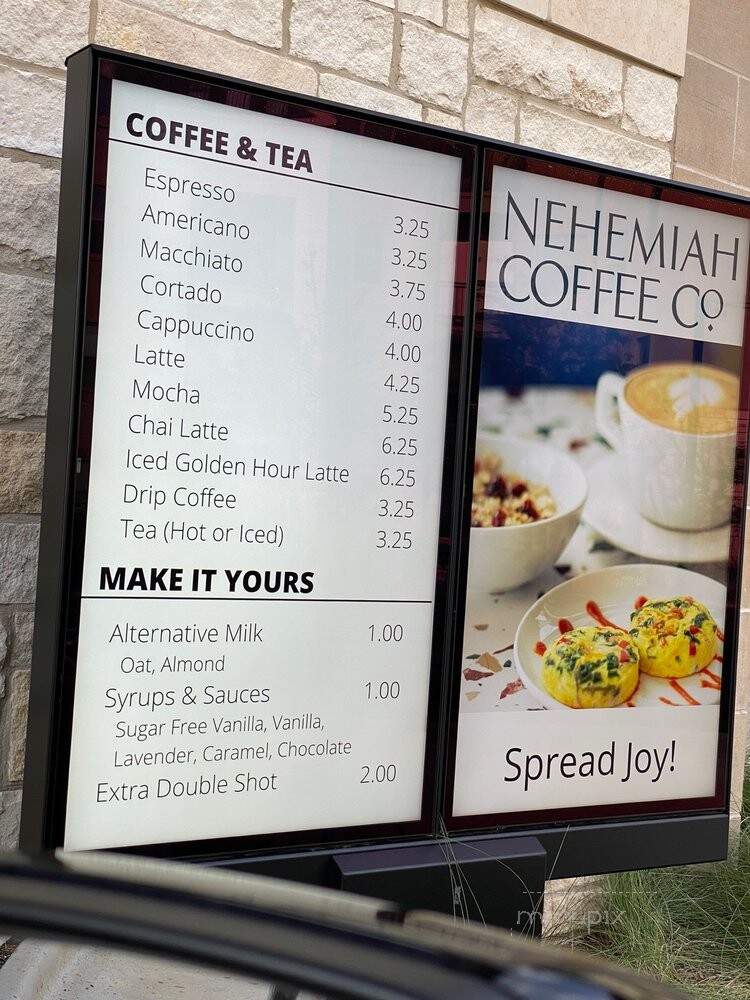 COFFEE & TEA
Espresso 3.25
Americano 3.25
Macchiato 3.75
Cortado 4.00
Cappuccino 4.00
Latte 4.25
Mocha 5.25
Chai Latte 6.25
Iced Golden Hour Latte 6.25
Drip Coffee 3.25
Tea (Hot or Iced) 3.25
MAKE IT YOURS
Alternative Milk 1.00
Oat, Almond
Syrups & Sauces 1.00
Sugar Free Vanilla, Vanilla,
Lavender, Caramel, Chocolate
Extra Double Shot 2.00
NEHEMIAH
COFFEE CO
Spread Joy!
menupix